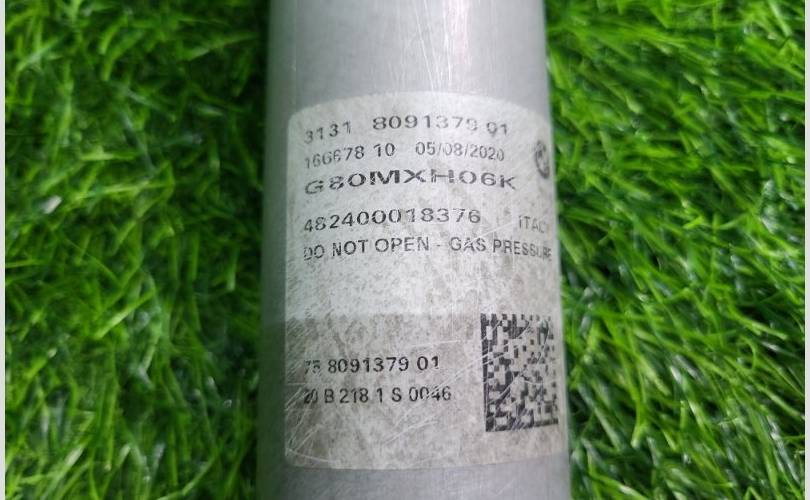 3131 8091379 01
166678 10 05/08/2020
G80MXH06K
482400018376 ITALY
DO NOT OPEN - GAS PRESSURE
75 8091379 01
20 B 218 1 S 0046